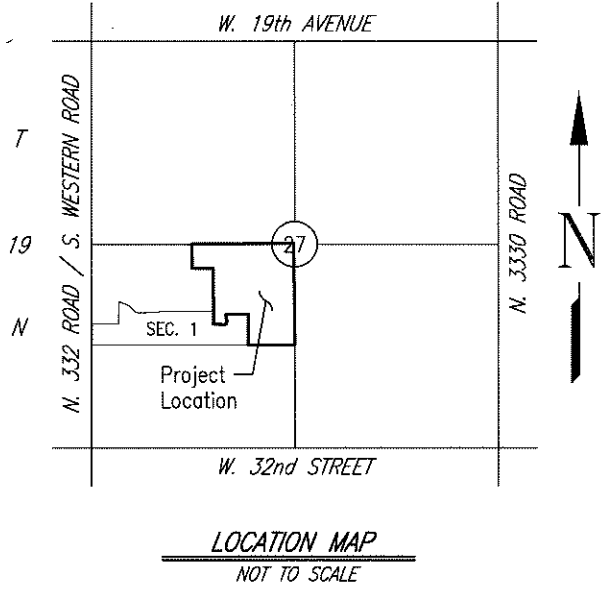 W. 19th AVENUE
N. 332 ROAD / S. WESTERN ROAD
T
19
N
27
N. 3330 ROAD
N
SEC. 1
Project
Location
W. 32nd STREET
LOCATION MAP
NOT TO SCALE